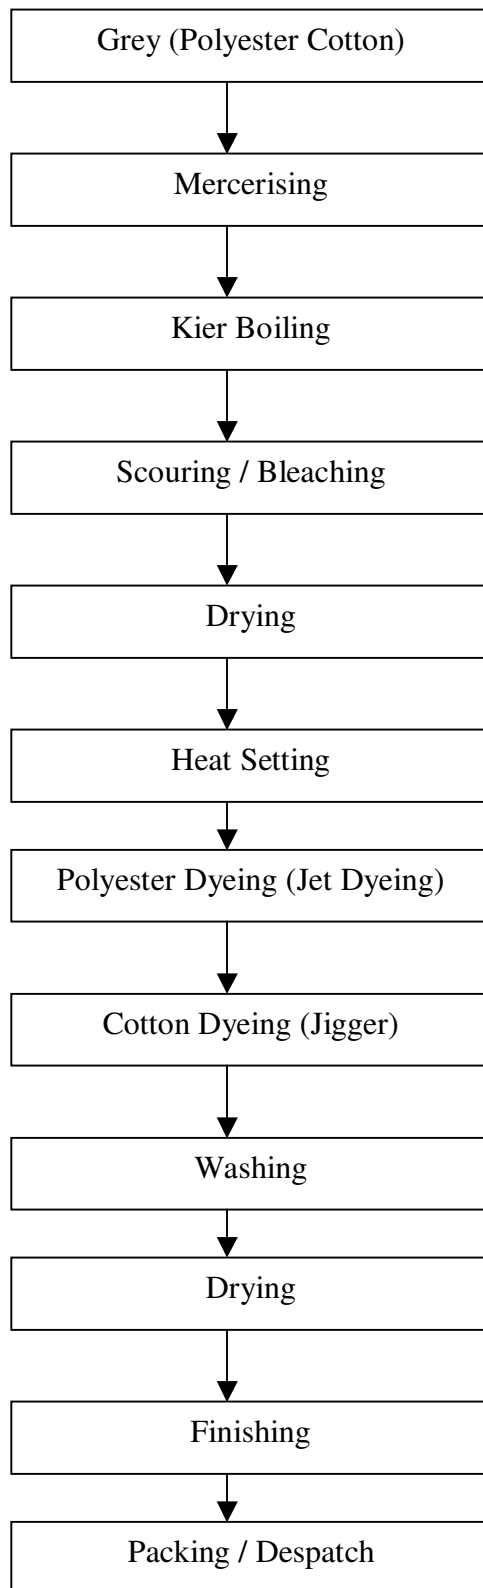 Grey (Polyester Cotton)
Mercerising
Kier Boiling
Scouring / Bleaching
Drying
Heat Setting
Polyester Dyeing (Jet Dyeing)
Cotton Dyeing (Jigger)
Washing
Drying
Finishing
Packing / Despatch